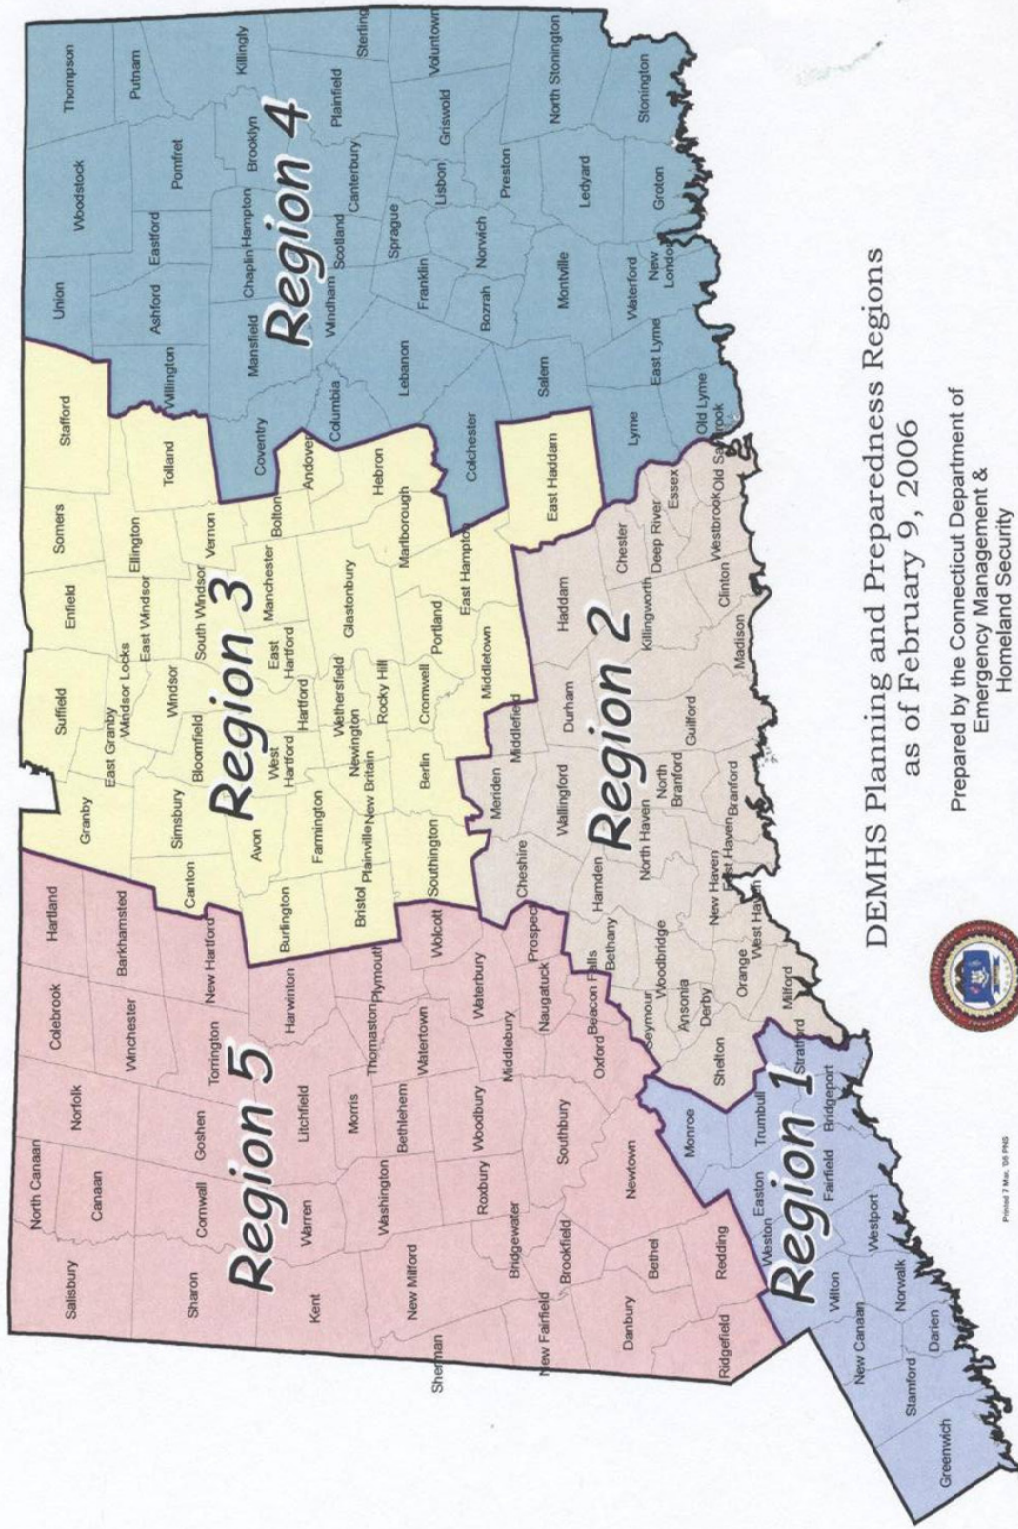 North Canaan
Salisbury
Canaan
Norfolk
Colebrook
Hartland
Sharon
Cornwall
Goshen
Winchester
Barkhamsted
Torrington
New Hartford
Region 5
Kent
Warren
Litchfield
Harwinton
Morris
Thomaston
Plymouth
New Milford
Washington
Bethlehem
Watertown
Wolcott
Sherman
Roxbury
Woodbury
Waterbury
Middlebury
Bridgewater
Naugatuck
Prospect
New Fairfield
Brookfield
Southbury
Oxford
Beacon Falls
Danbury
Bethel
Newtown
Ridgefield
Redding
Granby
Suffield
Enfield
Somers
Stafford
East Granby
Windsor Locks
East Windsor
Ellington
Tolland
Canton
Simsbury
Bloomfield
Windsor
South Windsor
Vernon
Region 3
Burlington
Avon
West
Hartford
Hartford
East
Hartford
Manchester
Bolton
Andover
Bristol
Plainville
Farmington
New Britain
Newington
Wethersfield
Rocky Hill
Glastonbury
Hebron
Southington
Berlin
Cromwell
Portland
Marlborough
Middletown
East Hampton
East Haddam
Union
Woodstock
Thompson
Willington
Ashford
Eastford
Pomfret
Putnam
Coventry
Mansfield
Chaplin
Hampton
Brooklyn
Killingly
Region 4
Columbia
Windham
Scotland
Canterbury
Plainfield
Sterling
Lebanon
Franklin
Sprague
Lisbon
Griswold
Voluntown
Colchester
Bozrah
Norwich
Preston
Salem
Montville
Ledyard
North Stonington
Lyme
East Lyme
Waterford
New
London
Groton
Stonington
Old Lyme
Old Saybrook
Meriden
Middlefield
Cheshire
Wallingford
Durham
Haddam
Region 2
Bethany
Hamden
North Haven
North
Branford
Guilford
Killingworth
Chester
Deep River
Essex
Seymour
Woodbridge
Ansonia
Derby
New Haven
East Haven
Branford
Madison
Clinton
Westbrook
Shelton
Orange
West Haven
Milford
Monroe
Trumbull
Stratford
Region 1
Easton
Weston
Fairfield
Bridgeport
Wilton
Westport
New Canaan
Norwalk
Stamford
Darien
Greenwich
DEMHS Planning and Preparedness Regions
as of February 9, 2006
Prepared by the Connecticut Department of
Emergency Management &
Homeland Security
Printed 7 Mar. '06 PNG